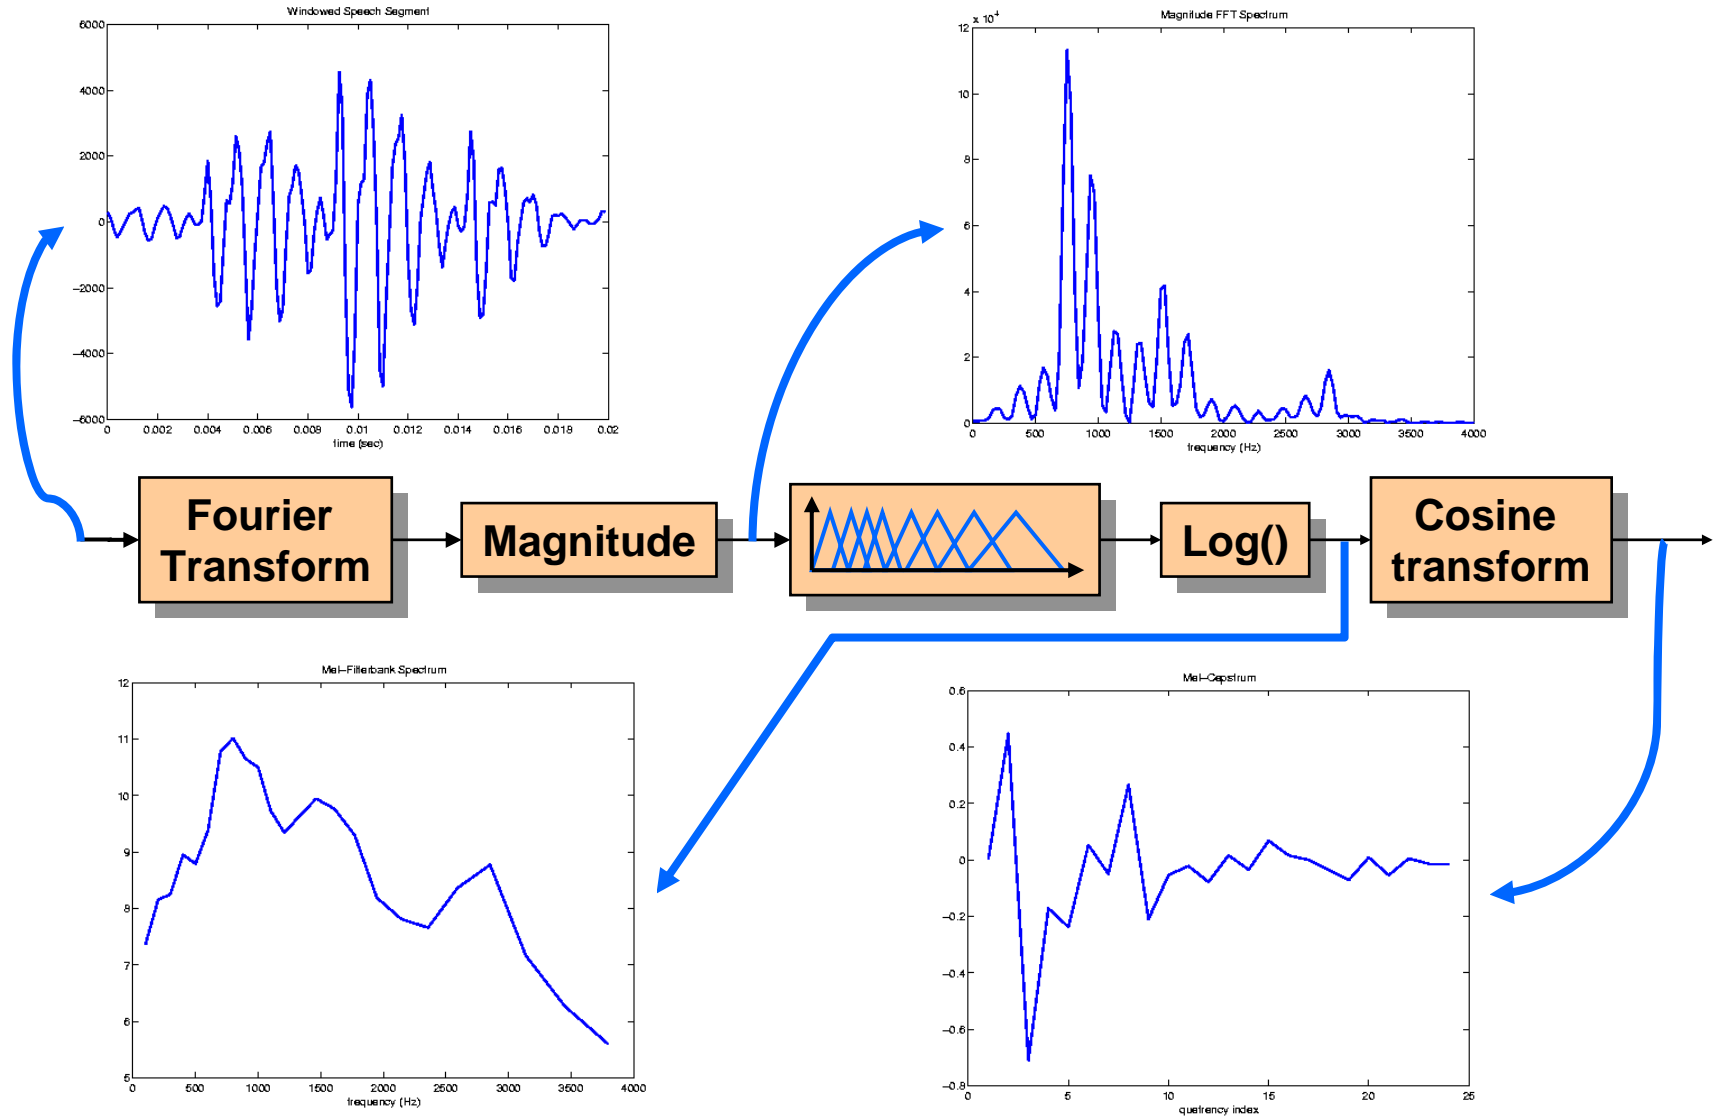 Windowed Speech Segment
6000
4000
2000
0
−2000
−4000
−6000
0 0.002 0.004 0.006 0.008 0.01 0.012 0.014 0.016 0.018 0.02
time (sec)
Magnitude FFT Spectrum
x 10⁴
12
10
8
6
4
2
0
0 500 1000 1500 2000 2500 3000 3500 4000
frequency (Hz)
Fourier
Transform
Magnitude
Log()
Cosine
transform
Mel−Filterbank Spectrum
12
11
10
9
8
7
6
5
0 500 1000 1500 2000 2500 3000 3500 4000
frequency (Hz)
Mel−Cepstrum
0.6
0.4
0.2
0
−0.2
−0.4
−0.6
−0.8
0 5 10 15 20 25
quefrency index